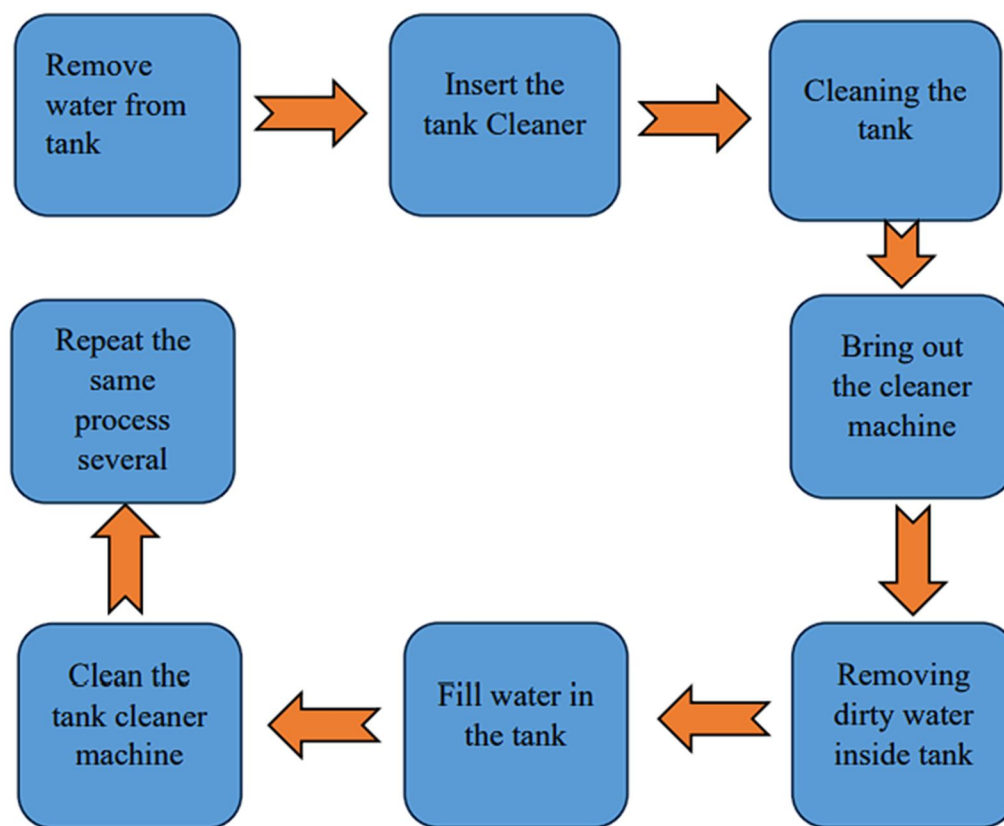 Remove
water from
tank
Insert the
tank Cleaner
Cleaning the
tank
Bring out
the cleaner
machine
Removing
dirty water
inside tank
Fill water in
the tank
Clean the
tank cleaner
machine
Repeat the
same
process
several